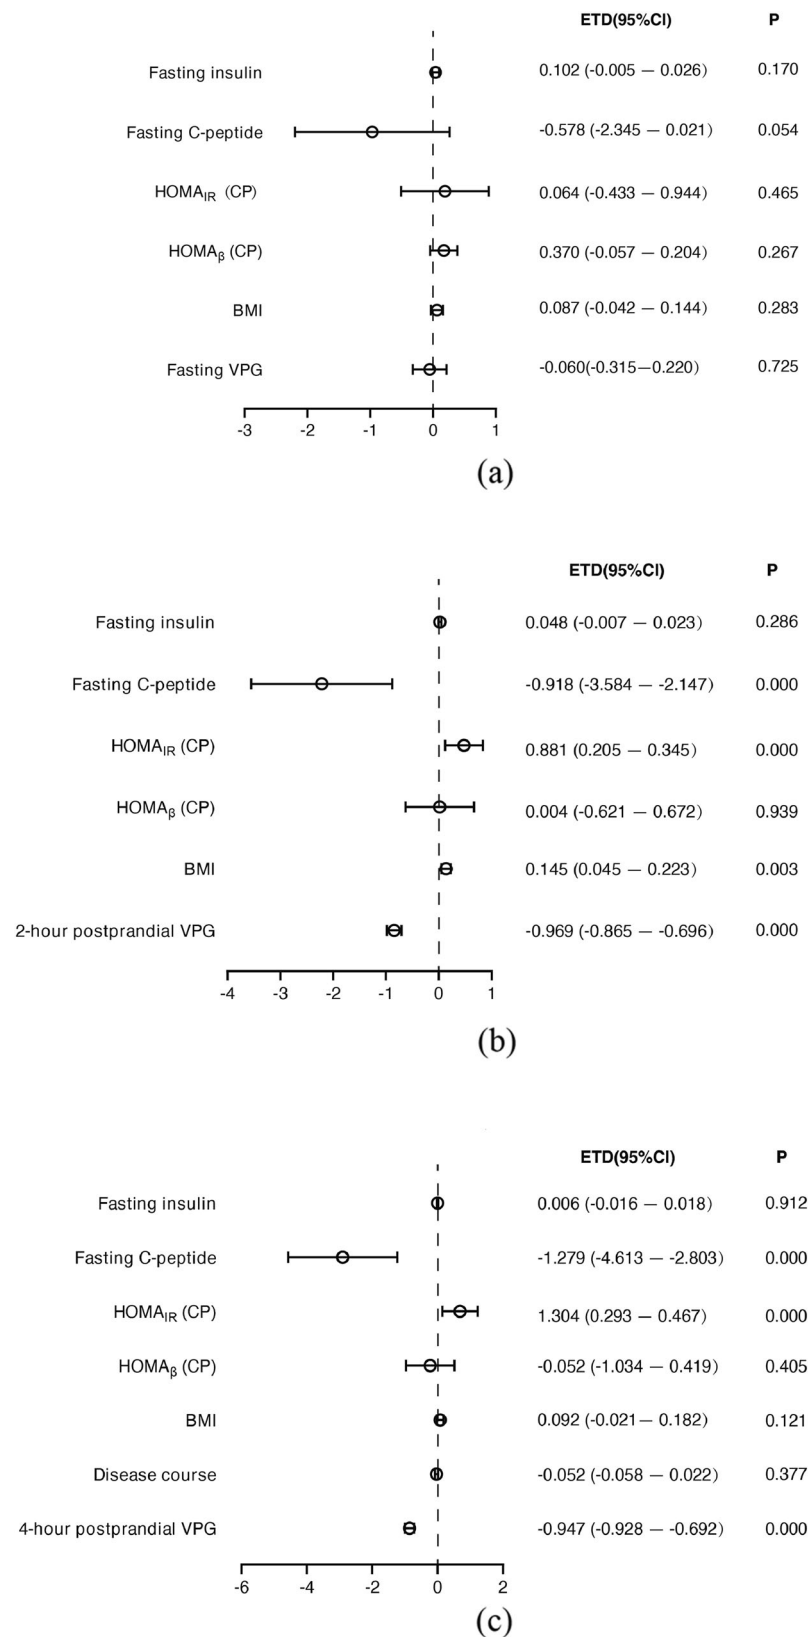 ETD(95%CI) P
Fasting insulin 0.102 (-0.005 — 0.026) 0.170
Fasting C-peptide -0.578 (-2.345 — 0.021) 0.054
HOMAIR (CP) 0.064 (-0.433 — 0.944) 0.465
HOMAβ (CP) 0.370 (-0.057 — 0.204) 0.267
BMI 0.087 (-0.042 — 0.144) 0.283
Fasting VPG -0.060(-0.315—0.220) 0.725
-3 -2 -1 0 1
(a)
ETD(95%CI) P
Fasting insulin 0.048 (-0.007 — 0.023) 0.286
Fasting C-peptide -0.918 (-3.584 — -2.147) 0.000
HOMAIR (CP) 0.881 (0.205 — 0.345) 0.000
HOMAβ (CP) 0.004 (-0.621 — 0.672) 0.939
BMI 0.145 (0.045 — 0.223) 0.003
2-hour postprandial VPG -0.969 (-0.865 — -0.696) 0.000
-4 -3 -2 -1 0 1
(b)
ETD(95%CI) P
Fasting insulin 0.006 (-0.016 — 0.018) 0.912
Fasting C-peptide -1.279 (-4.613 — -2.803) 0.000
HOMAIR (CP) 1.304 (0.293 — 0.467) 0.000
HOMAβ (CP) -0.052 (-1.034 — 0.419) 0.405
BMI 0.092 (-0.021— 0.182) 0.121
Disease course -0.052 (-0.058 — 0.022) 0.377
4-hour postprandial VPG -0.947 (-0.928 — -0.692) 0.000
-6 -4 -2 0 2
(c)